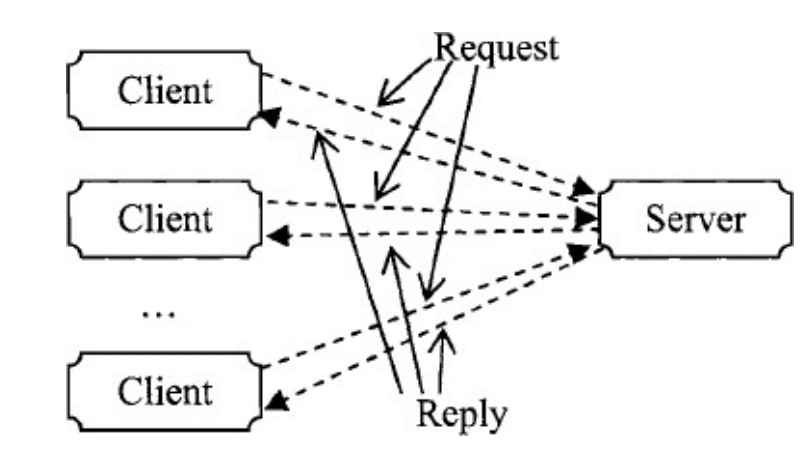 Request
Client
Client
Server
...
Client
Reply